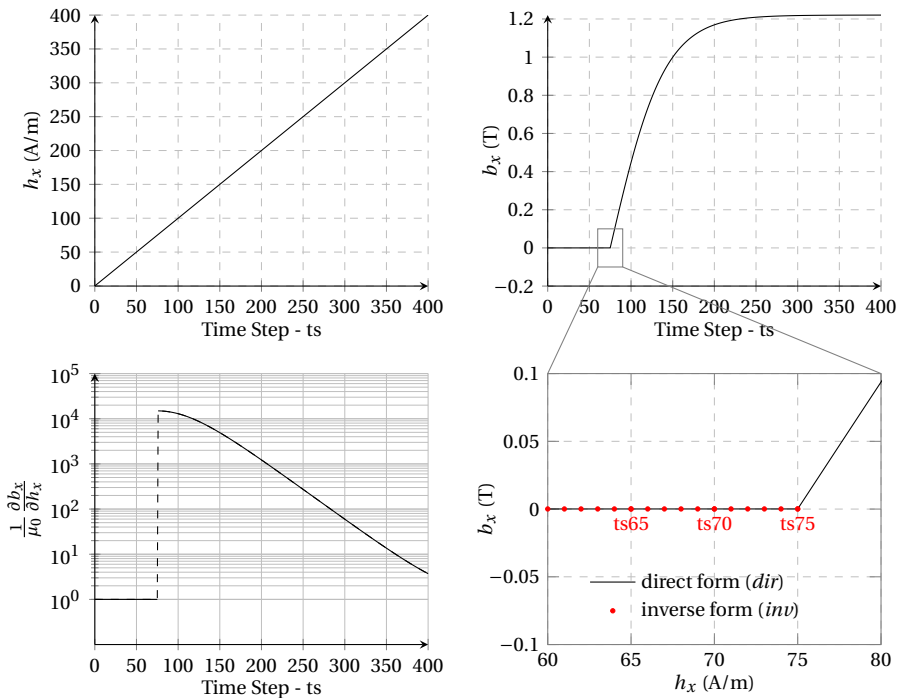 400
350
300
250
200
150
100
50
0
h_x (A/m)
0 50 100 150 200 250 300 350 400
Time Step - ts
1.2
1
0.8
0.6
0.4
0.2
0
−0.2
b_x (T)
0 50 100 150 200 250 300 350 400
Time Step - ts
10^5
10^4
10^3
10^2
10^1
10^0
1/μ_0 ∂b_x/∂h_x
0 50 100 150 200 250 300 350 400
Time Step - ts
0.1
0.05
0
−0.05
−0.1
b_x (T)
ts65 ts70 ts75
direct form (dir)
inverse form (inv)
60 65 70 75 80
h_x (A/m)